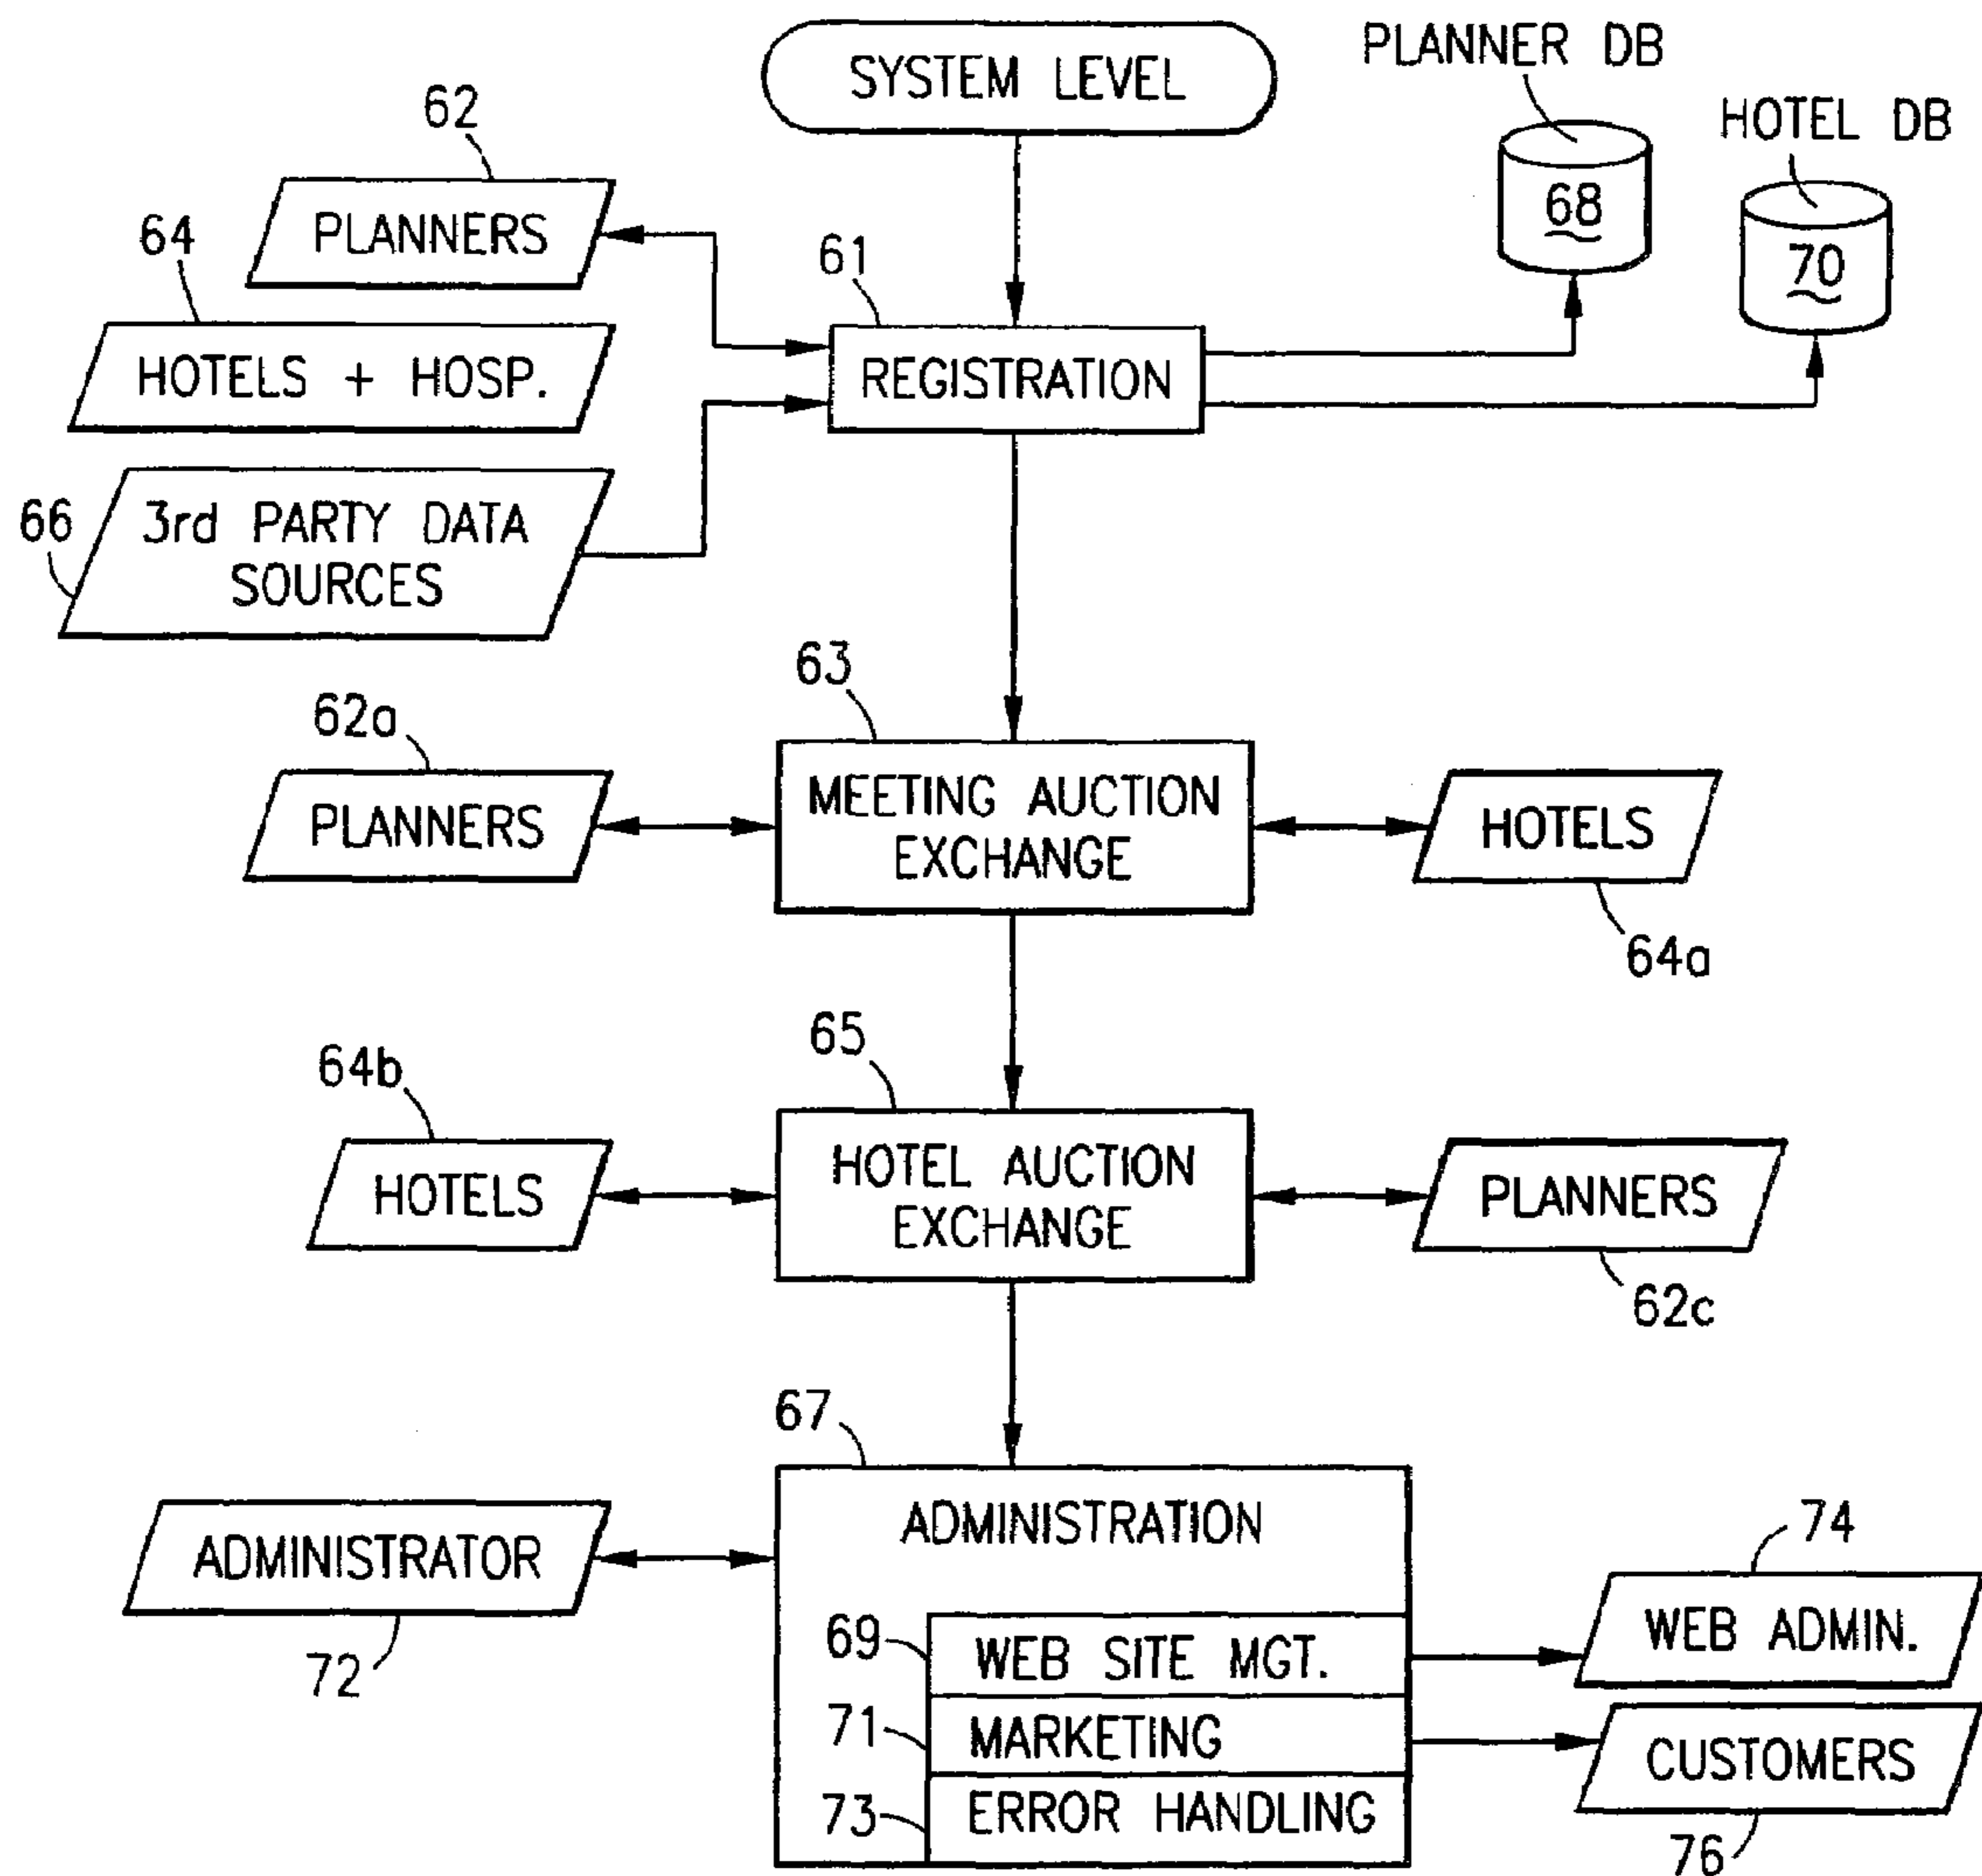 SYSTEM LEVEL
PLANNER DB
HOTEL DB
62
PLANNERS
68
64
HOTELS + HOSP.
61
REGISTRATION
70
66
3rd PARTY DATA
SOURCES
63
62a
PLANNERS
MEETING AUCTION
EXCHANGE
HOTELS
64a
65
64b
HOTELS
HOTEL AUCTION
EXCHANGE
PLANNERS
62c
67
ADMINISTRATION
ADMINISTRATOR
72
74
69
WEB SITE MGT.
WEB ADMIN.
71
MARKETING
CUSTOMERS
73
ERROR HANDLING
76